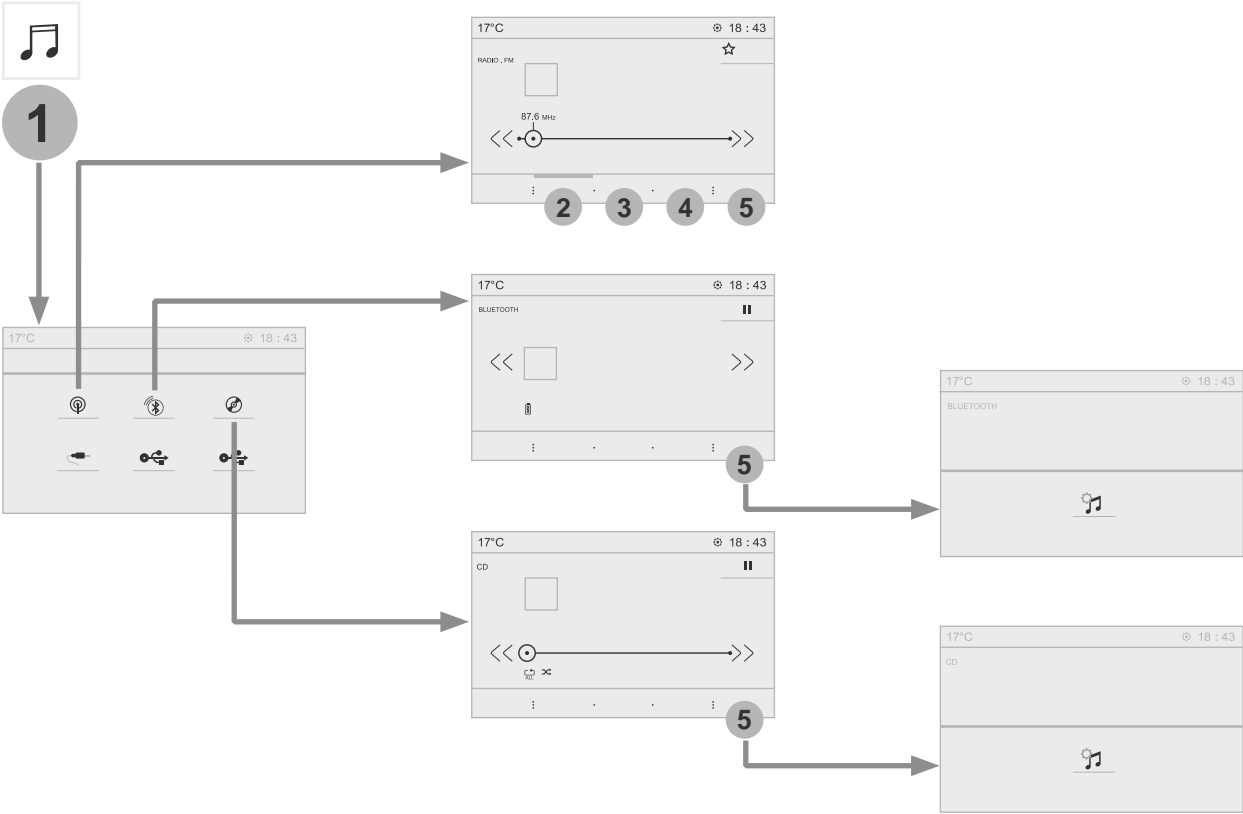 1
17°C 18 : 43
RADIO . FM
87.6 MHz
2 3 4 5
17°C 18 : 43
17°C 18 : 43
BLUETOOTH
5
17°C 18 : 43
BLUETOOTH
17°C 18 : 43
CD
ALL
5
17°C 18 : 43
CD